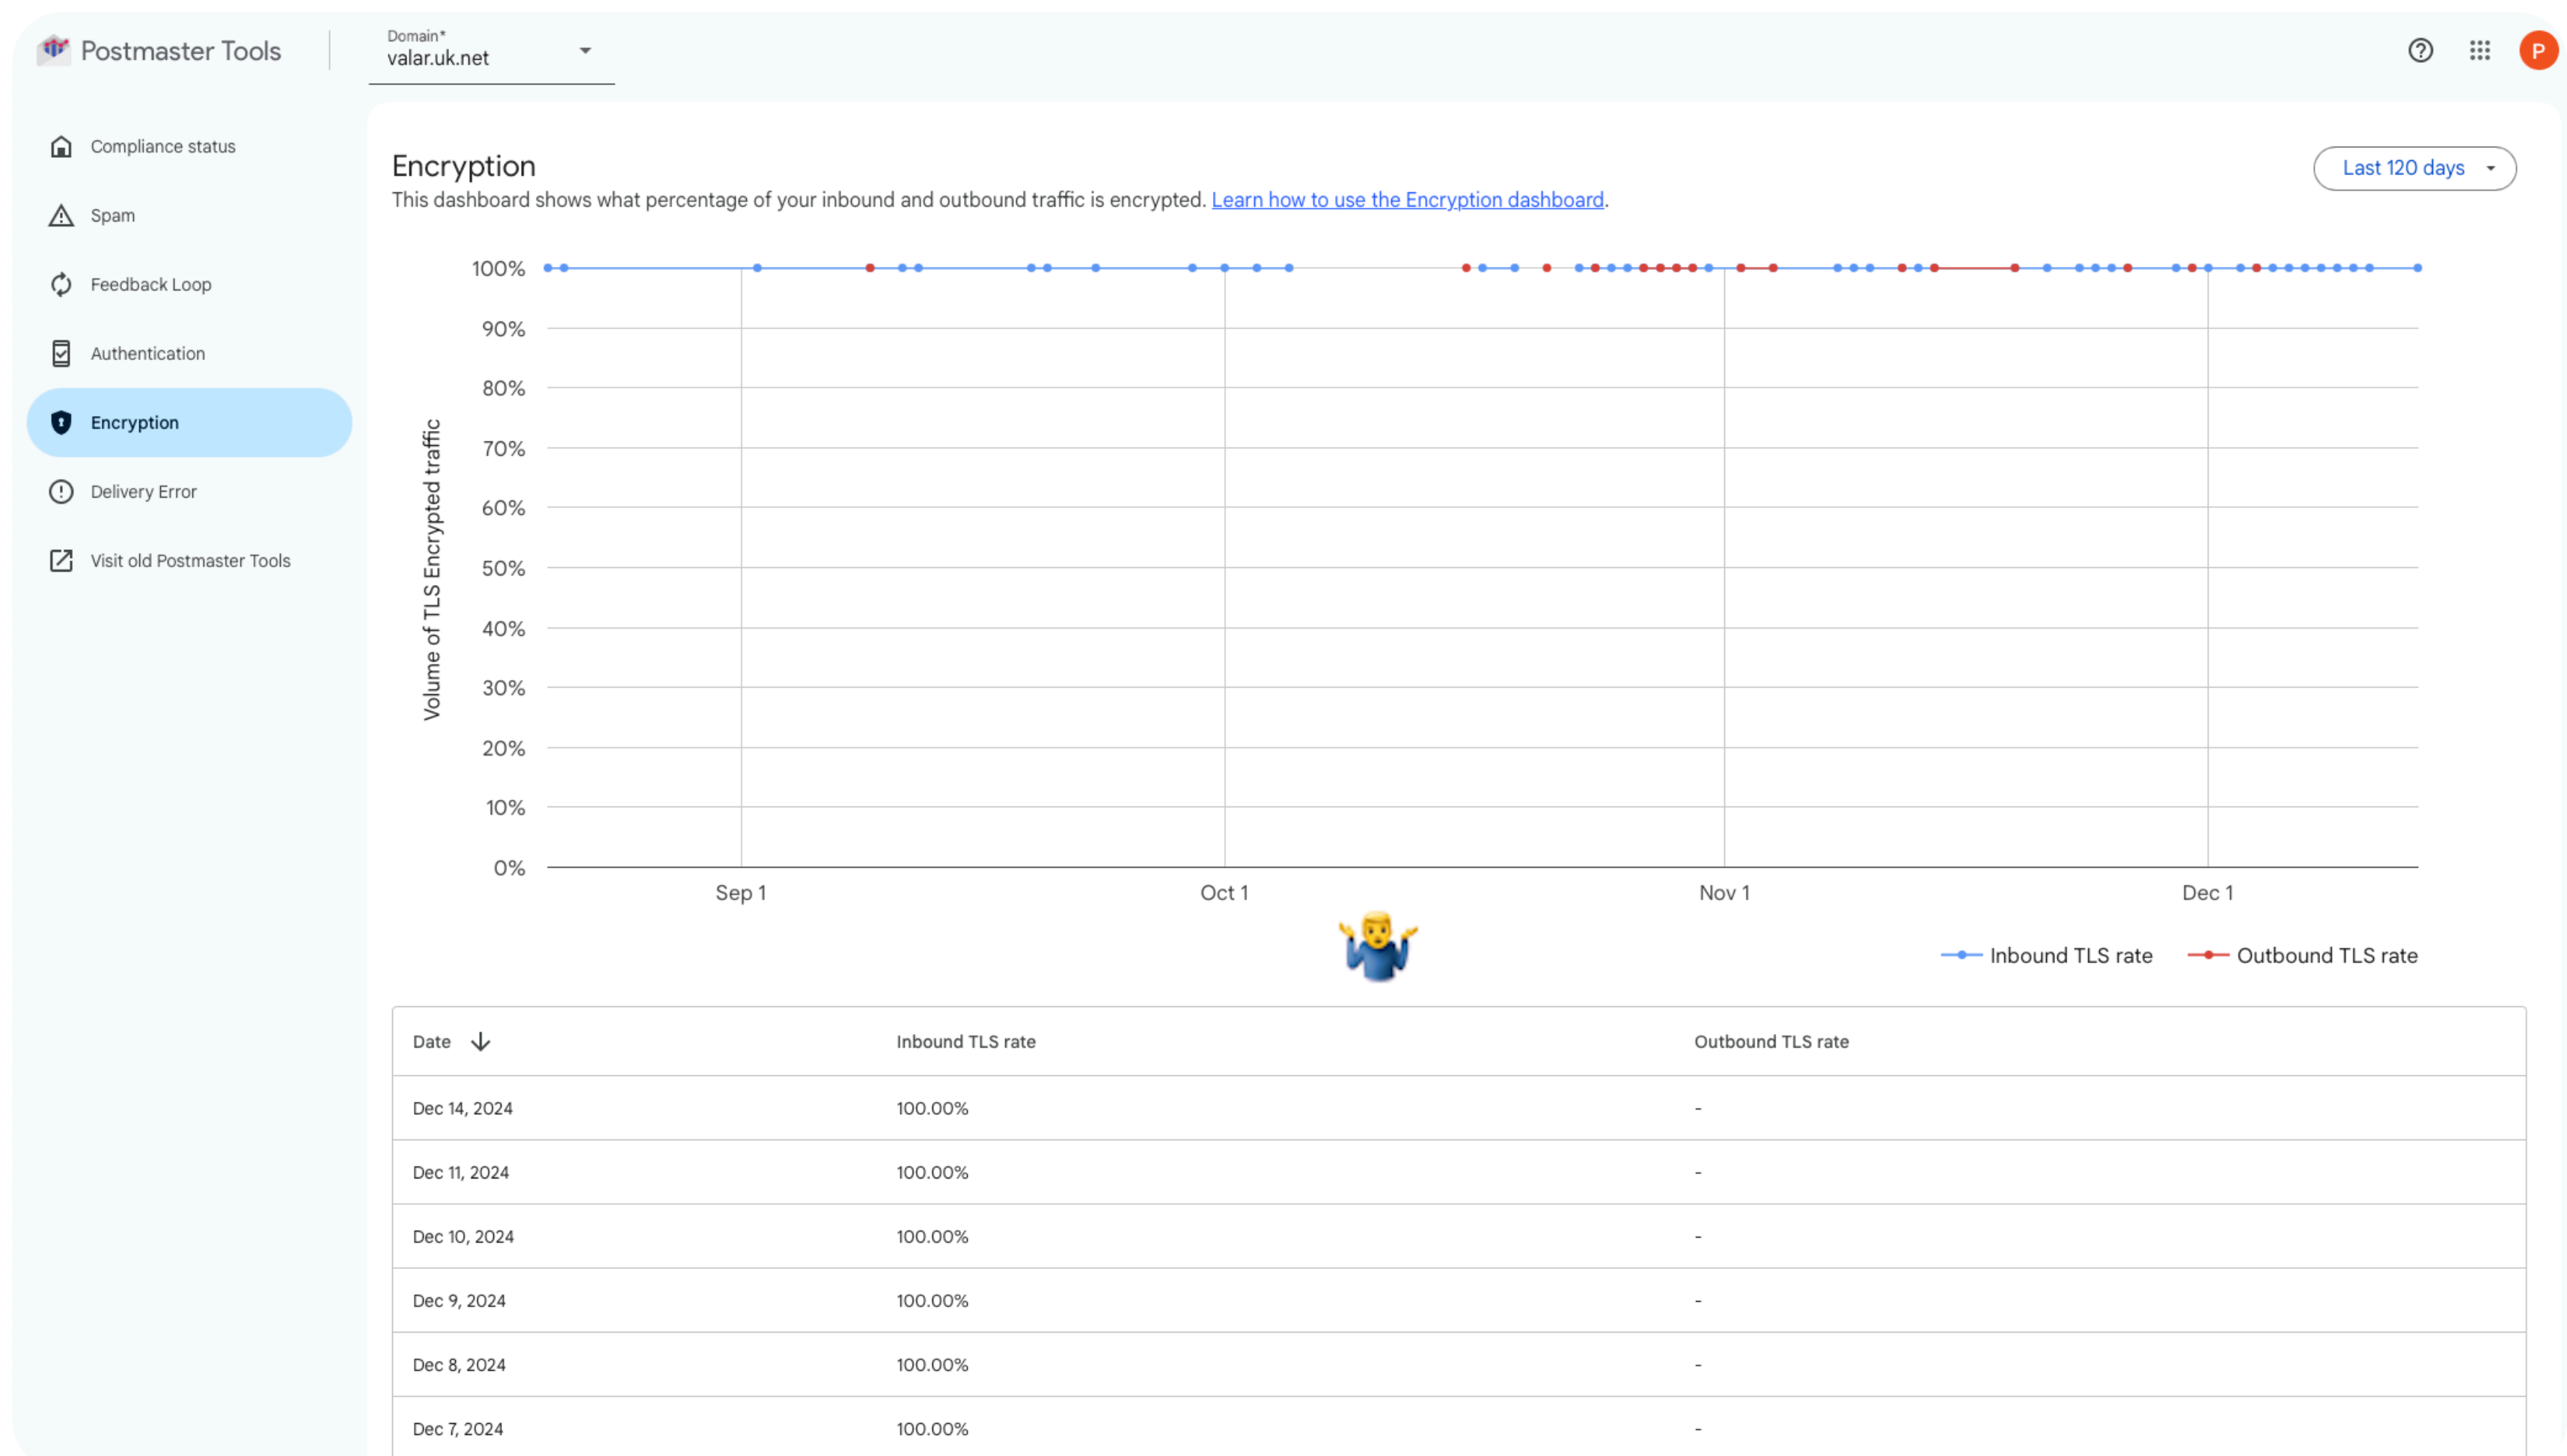 Postmaster Tools
Domain*
valar.uk.net
P
Compliance status
Spam
Feedback Loop
Authentication
Encryption
Delivery Error
Visit old Postmaster Tools
Encryption
Last 120 days
This dashboard shows what percentage of your inbound and outbound traffic is encrypted. Learn how to use the Encryption dashboard.
Volume of TLS Encrypted traffic
100%
90%
80%
70%
60%
50%
40%
30%
20%
10%
0%
Sep 1 Oct 1 Nov 1 Dec 1
Inbound TLS rate Outbound TLS rate
Date Inbound TLS rate Outbound TLS rate
Dec 14, 2024 100.00% -
Dec 11, 2024 100.00% -
Dec 10, 2024 100.00% -
Dec 9, 2024 100.00% -
Dec 8, 2024 100.00% -
Dec 7, 2024 100.00% -